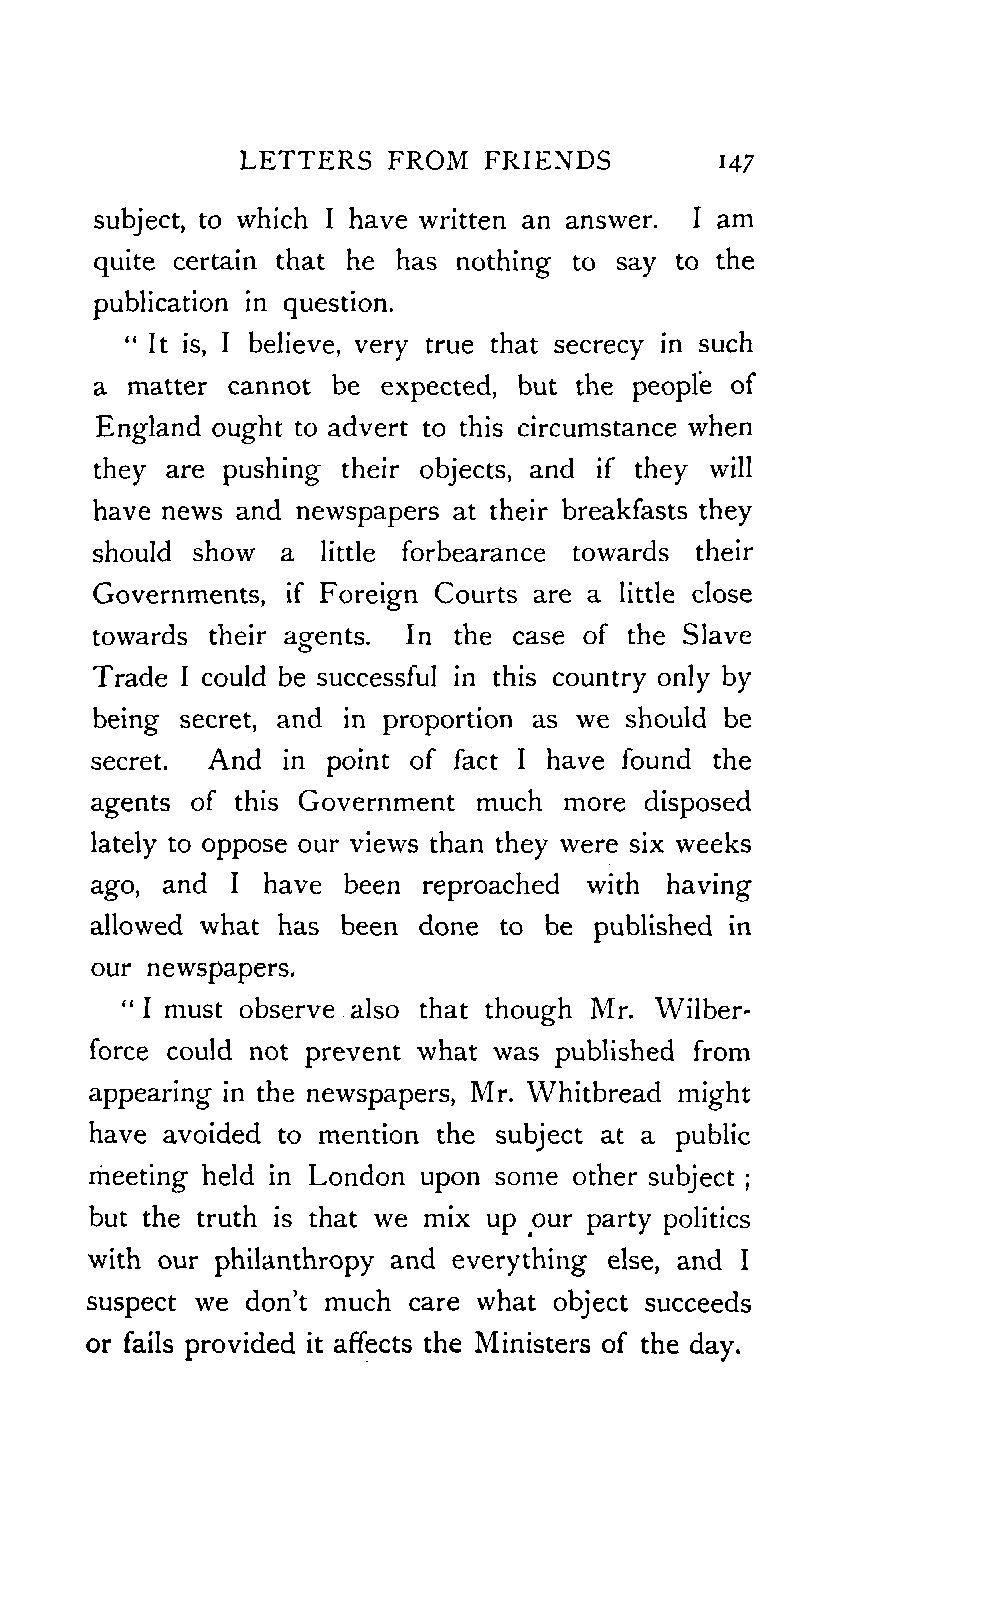 LETTERS FROM FRIENDS 147
subject, to which I have written an answer. I am
quite certain that he has nothing to say to the
publication in question.
" It is, I believe, very true that secrecy in such
a matter cannot be expected, but the people of
England ought to advert to this circumstance when
they are pushing their objects, and if they will
have news and newspapers at their breakfasts they
should show a little forbearance towards their
Governments, if Foreign Courts are a little close
towards their agents. In the case of the Slave
Trade I could be successful in this country only by
being secret, and in proportion as we should be
secret. And in point of fact I have found the
agents of this Government much more disposed
lately to oppose our views than they were six weeks
ago, and I have been reproached with having
allowed what has been done to be published in
our newspapers.
" I must observe also that though Mr. Wilber-
force could not prevent what was published from
appearing in the newspapers, Mr. Whitbread might
have avoided to mention the subject at a public
meeting held in London upon some other subject ;
but the truth is that we mix up our party politics
with our philanthropy and everything else, and I
suspect we don't much care what object succeeds
or fails provided it affects the Ministers of the day.